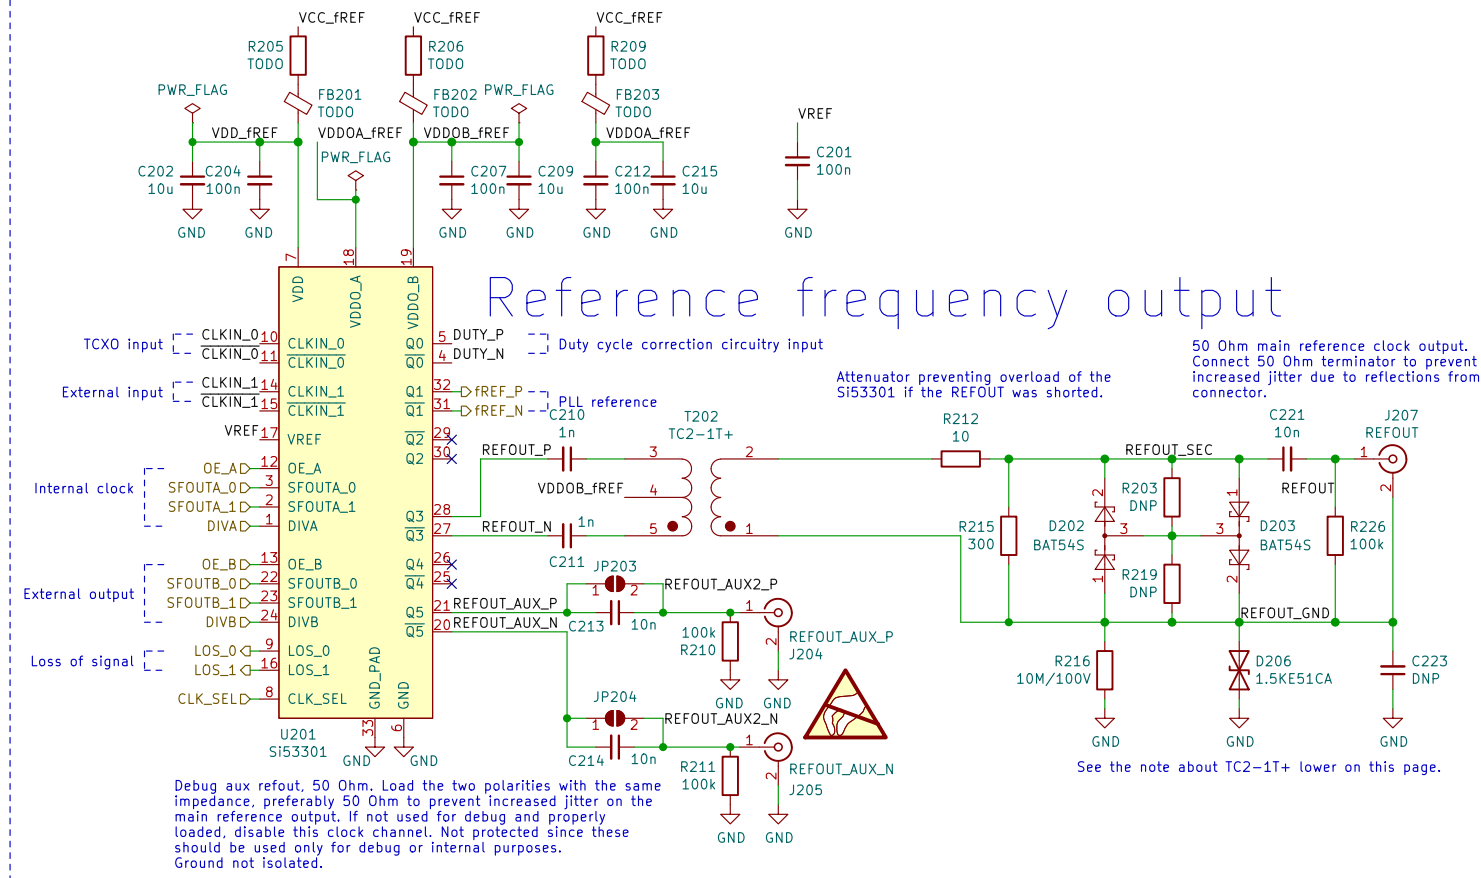 VCC_fREF
VCC_fREF
VCC_fREF
R205
TODO
R206
TODO
R209
TODO
PWR_FLAG
FB201
TODO
FB202
TODO
PWR_FLAG
FB203
TODO
VREF
VDD_fREF
VDDOA_fREF
VDDOB_fREF
VDDOA_fREF
PWR_FLAG
C202
10u
C204
100n
C207
100n
C209
10u
C212
100n
C215
10u
C201
100n
GND
GND
GND
GND
GND
GND
GND
7
18
19
VDD
VDDO_A
VDDO_B
Reference frequency output
TCXO input
CLKIN_0
10
CLKIN_0
CLKIN_0
11
CLKIN_0
External input
CLKIN_1
14
CLKIN_1
CLKIN_1
15
CLKIN_1
VREF
17
VREF
Internal clock
OE_A
12
OE_A
SFOUTA_0
3
SFOUTA_0
SFOUTA_1
2
SFOUTA_1
DIVA
1
DIVA
External output
OE_B
13
OE_B
SFOUTB_0
22
SFOUTB_0
SFOUTB_1
23
SFOUTB_1
DIVB
24
DIVB
Loss of signal
LOS_0
9
LOS_0
LOS_1
16
LOS_1
CLK_SEL
8
CLK_SEL
Q0
5
DUTY_P
Q0
4
DUTY_N
Duty cycle correction circuitry input
Q1
32
fREF_P
Q1
31
fREF_N
PLL reference
Q2
29
Q2
30
Q3
28
Q3
27
Q4
26
Q4
25
Q5
21
REFOUT_AUX_P
Q5
20
REFOUT_AUX_N
GND_PAD
GND
33
6
U201
Si53301
GND
GND
REFOUT_P
C210
1n
VDDOB_fREF
REFOUT_N
1n
C211
T202
TC2-1T+
3
4
5
2
1
Attenuator preventing overload of the
Si53301 if the REFOUT was shorted.
50 Ohm main reference clock output.
Connect 50 Ohm terminator to prevent
increased jitter due to reflections from
connector.
R212
10
REFOUT_SEC
C221
10n
J207
REFOUT
1
2
REFOUT
R215
300
2
D202
BAT54S
3
1
R203
DNP
R219
DNP
1
3
D203
BAT54S
2
R226
100k
REFOUT_GND
R216
10M/100V
D206
1.5KE51CA
C223
DNP
GND
GND
GND
See the note about TC2-1T+ lower on this page.
JP203
1
2
REFOUT_AUX2_P
C213
10n
100k
R210
1
2
REFOUT_AUX_P
J204
GND
GND
JP204
1
2
REFOUT_AUX2_N
C214
10n
R211
100k
1
2
REFOUT_AUX_N
J205
GND
GND
Debug aux refout, 50 Ohm. Load the two polarities with the same
impedance, preferably 50 Ohm to prevent increased jitter on the
main reference output. If not used for debug and properly
loaded, disable this clock channel. Not protected since these
should be used only for debug or internal purposes.
Ground not isolated.